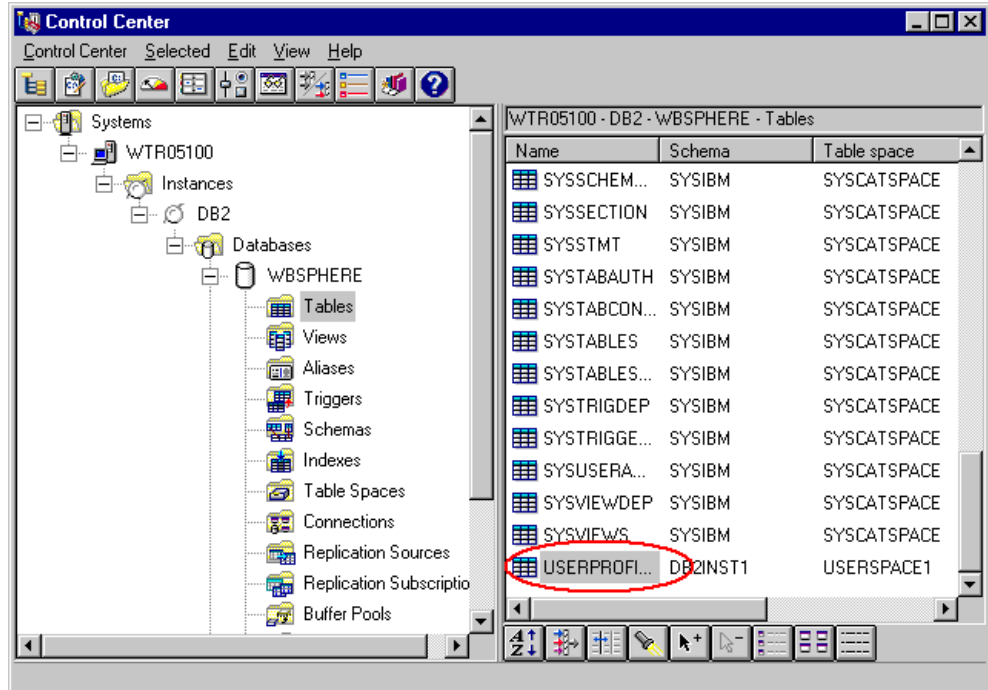 Control Center
Control Center Selected Edit View Help
Systems
WTR05100
Instances
DB2
Databases
WBSPHERE
Tables
Views
Aliases
Triggers
Schemas
Indexes
Table Spaces
Connections
Replication Sources
Replication Subscriptio
Buffer Pools
WTR05100 - DB2 - WBSPHERE - Tables
Name Schema Table space
SYSSCHEM... SYSIBM SYSCATSPACE
SYSSECTION SYSIBM SYSCATSPACE
SYSSTMT SYSIBM SYSCATSPACE
SYSTABAUTH SYSIBM SYSCATSPACE
SYSTABCON... SYSIBM SYSCATSPACE
SYSTABLES SYSIBM SYSCATSPACE
SYSTABLES... SYSIBM SYSCATSPACE
SYSTRIGDEP SYSIBM SYSCATSPACE
SYSTRIGGE... SYSIBM SYSCATSPACE
SYSUSERA... SYSIBM SYSCATSPACE
SYSVIEWDEP SYSIBM SYSCATSPACE
SYSVIEWS SYSIBM SYSCATSPACE
USERPROFI... DB2INST1 USERSPACE1